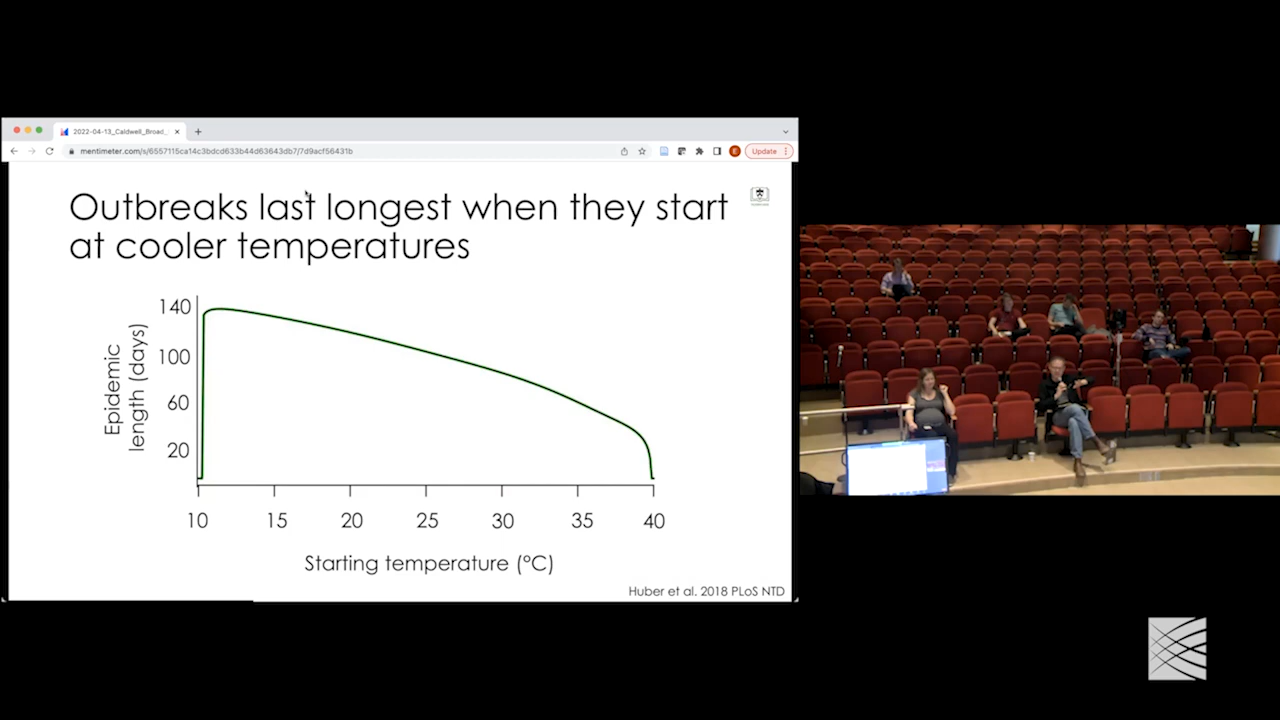 2022-04-13_Caldwell_Broad_
mentimeter.com/s/6557115ca14c3bdcd633b44d63643db7/7d9acf56431b
E
Update
Outbreaks last longest when they start
at cooler temperatures
Epidemic
length (days)
140
100
60
20
10 15 20 25 30 35 40
Starting temperature (°C)
Huber et al. 2018 PLoS NTD